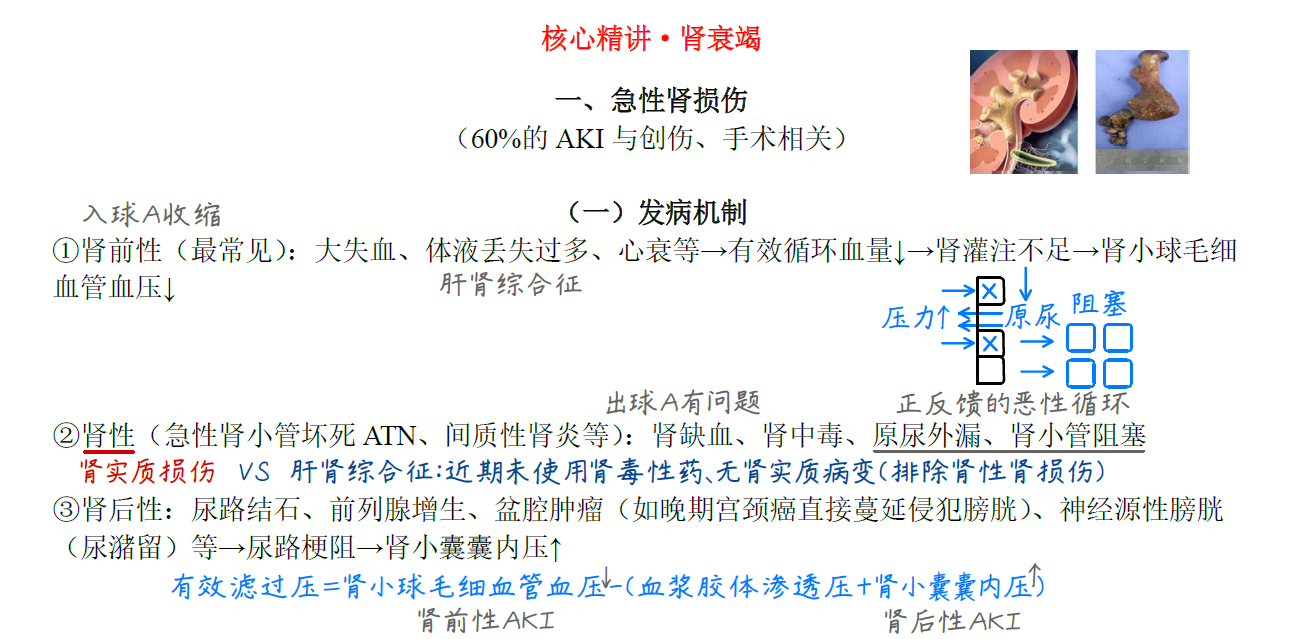 核心精讲·肾衰竭
一、急性肾损伤
（60%的 AKI 与创伤、手术相关）
入球A收缩
（一）发病机制
①肾前性（最常见）：大失血、体液丢失过多、心衰等→有效循环血量↓→肾灌注不足→肾小球毛细
血管血压↓
肝肾综合征
压力↑
原尿
阻塞
出球A有问题
正反馈的恶性循环
②肾性（急性肾小管坏死 ATN、间质性肾炎等）：肾缺血、肾中毒、原尿外漏、肾小管阻塞
肾实质损伤 VS 肝肾综合征:近期未使用肾毒性药、无肾实质病变(排除肾性肾损伤)
③肾后性：尿路结石、前列腺增生、盆腔肿瘤（如晚期宫颈癌直接蔓延侵犯膀胱）、神经源性膀胱
（尿潴留）等→尿路梗阻→肾小囊囊内压↑
有效滤过压=肾小球毛细血管血压↓-(血浆胶体渗透压+肾小囊囊内压↑)
肾前性AKI
肾后性AKI